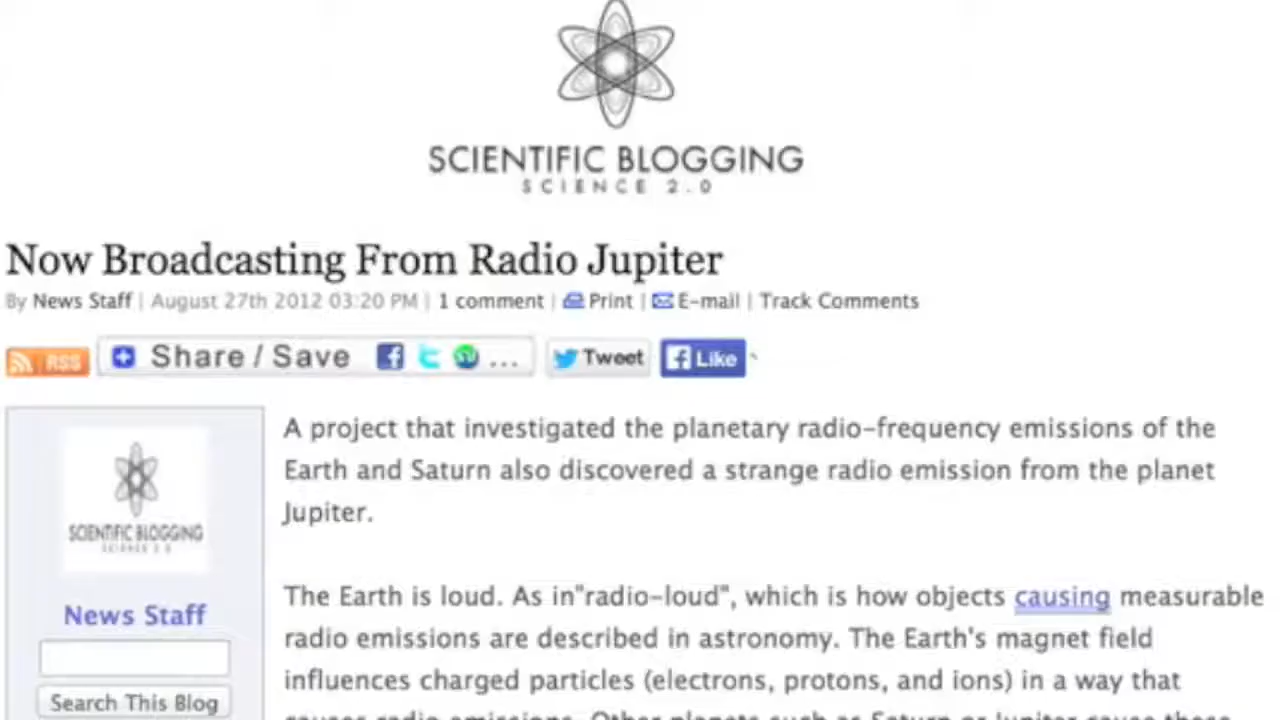 SCIENTIFIC BLOGGING
SCIENCE 2.0
Now Broadcasting From Radio Jupiter
By News Staff | August 27th 2012 03:20 PM | 1 comment | Print | E-mail | Track Comments
RSS Share / Save ... Tweet Like
A project that investigated the planetary radio-frequency emissions of the
Earth and Saturn also discovered a strange radio emission from the planet
Jupiter.
SCIENTIFIC BLOGGING
SCIENCE 2.0
News Staff
Search This Blog
The Earth is loud. As in"radio-loud", which is how objects causing measurable
radio emissions are described in astronomy. The Earth's magnet field
influences charged particles (electrons, protons, and ions) in a way that
causes radio emissions. Other planets such as Saturn or Jupiter cause these